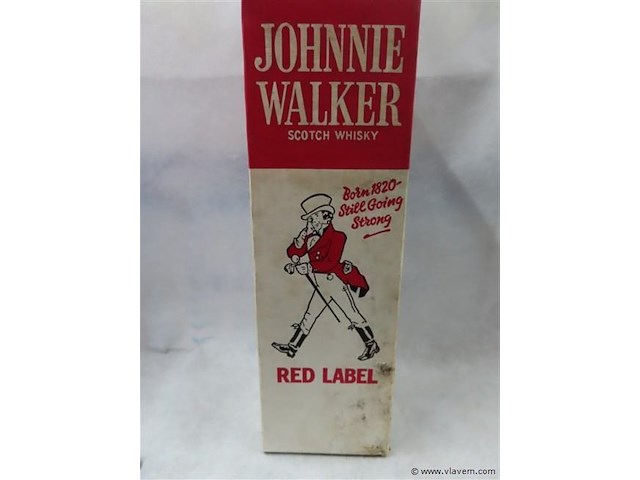 JOHNNIE
WALKER
SCOTCH WHISKY
Born 1820-
Still Going
Strong
RED LABEL
© www.vlavem.com